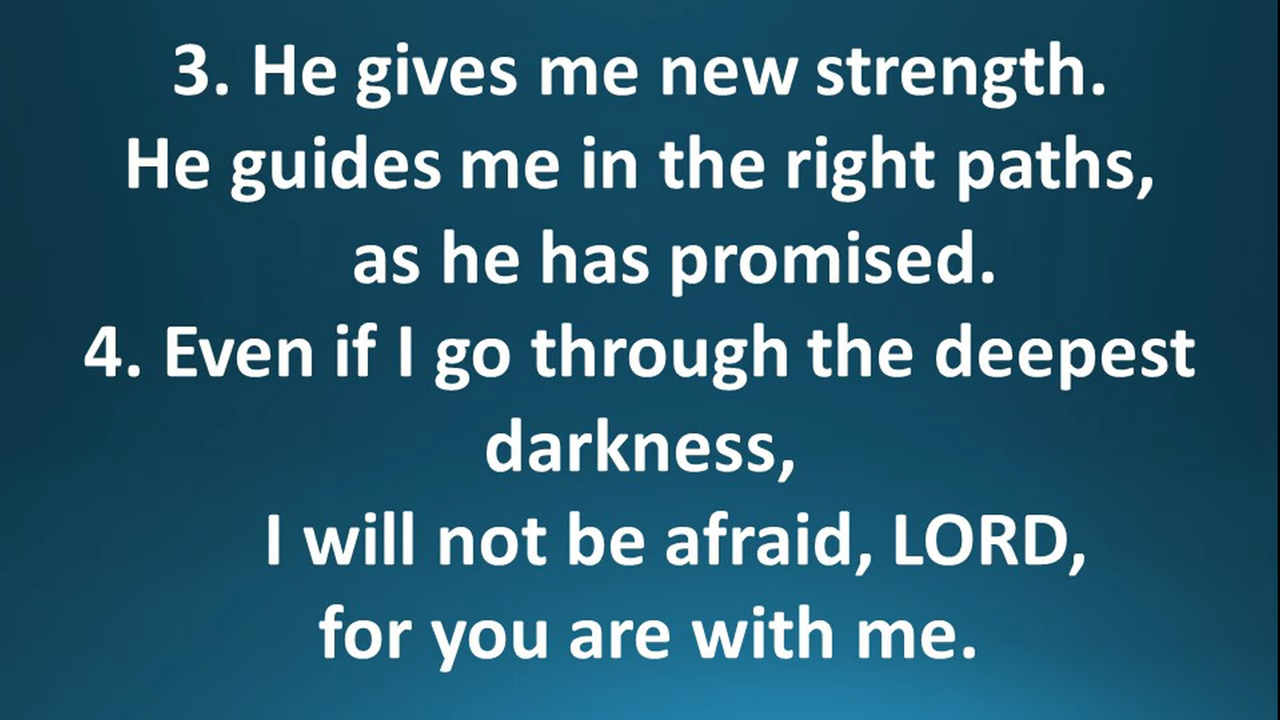 3. He gives me new strength.
He guides me in the right paths,
as he has promised.
4. Even if I go through the deepest
darkness,
I will not be afraid, LORD,
for you are with me.